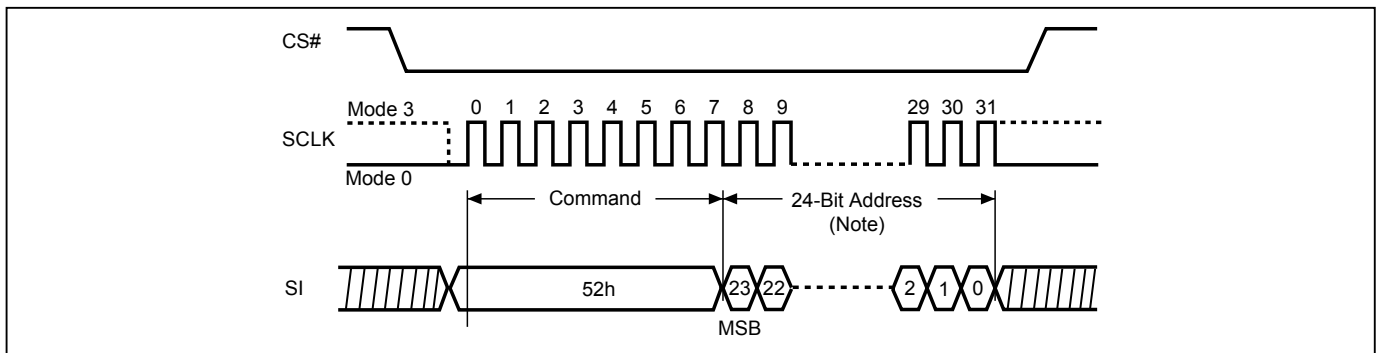 CS#
Mode 3
0 1 2 3 4 5 6 7 8 9 29 30 31
SCLK
Mode 0
Command
24-Bit Address
(Note)
SI
52h
23 22
2 1 0
MSB